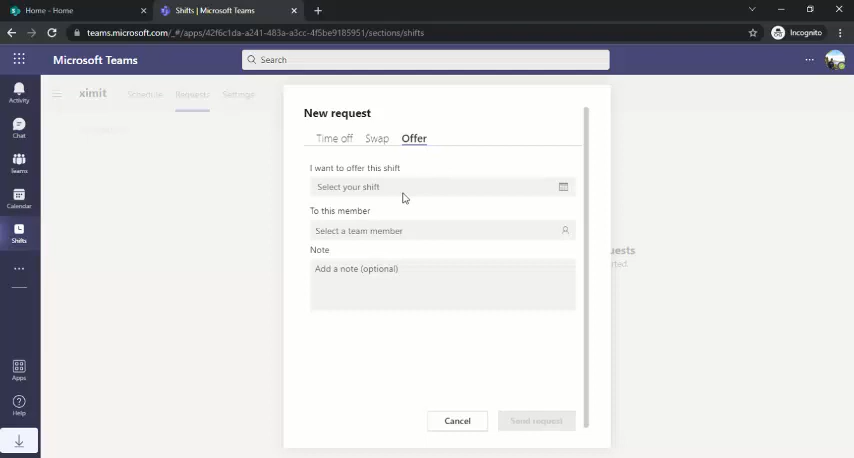 Home - Home
Shifts | Microsoft Teams
teams.microsoft.com/_#/apps/42f6c1da-a241-483a-a3cc-4f5be9185951/sections/shifts
Incognito
Microsoft Teams
Search
Activity
Chat
Teams
Calendar
Shifts
Apps
Help
ximit
Schedule
Requests
Settings
New request
Time off
Swap
Offer
I want to offer this shift
Select your shift
To this member
Select a team member
Note
Add a note (optional)
Cancel
Send request
uests
rted